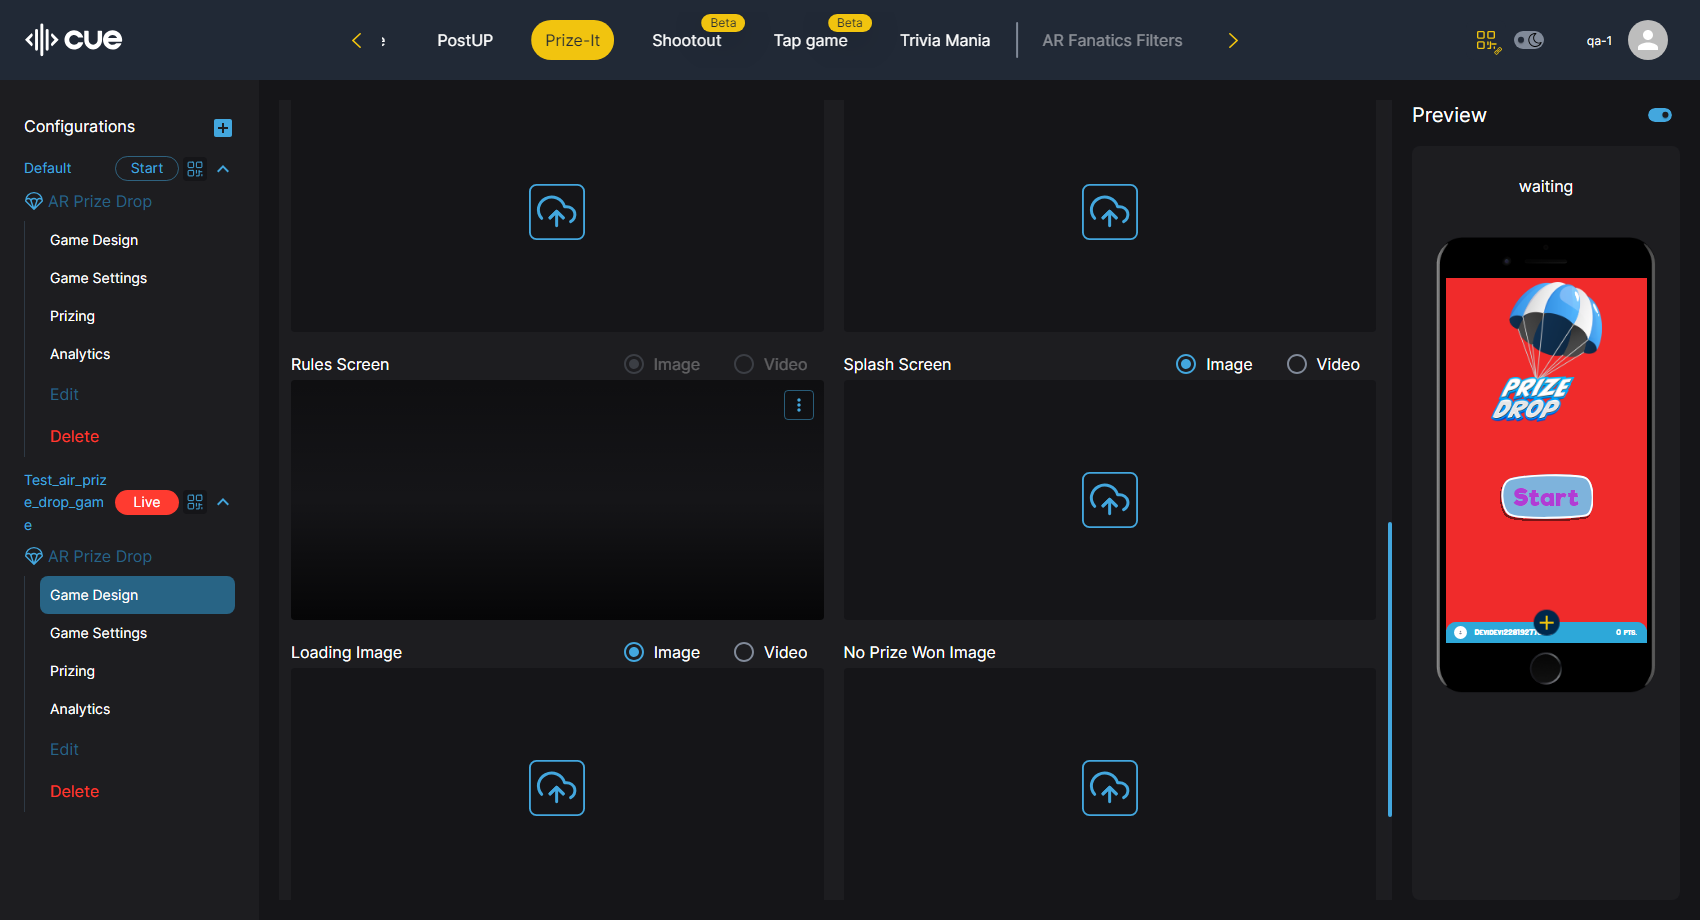 cue
e
PostUP
Prize-It
Beta
Shootout
Beta
Tap game
Trivia Mania
AR Fanatics Filters
qa-1
Configurations
Default
Start
AR Prize Drop
Game Design
Game Settings
Prizing
Analytics
Edit
Delete
Test_air_priz
e_drop_gam
e
Live
AR Prize Drop
Game Design
Game Settings
Prizing
Analytics
Edit
Delete
Rules Screen
Image
Video
Splash Screen
Image
Video
Loading Image
Image
Video
No Prize Won Image
Preview
waiting
PRIZE
DROP
Start
0 PTS.